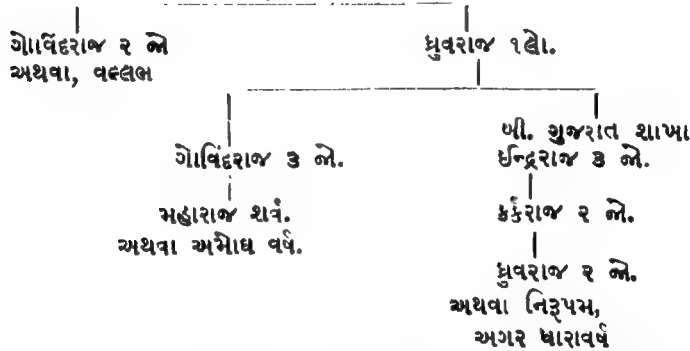 ગોવિંદરાજ ૨ જો
અથવા, વલ્લભ
ધ્રુવરાજ ૧લો.
ગોવિંદરાજ ૩ જો.
મહારાજ શર્વ.
અથવા અમોઘ વર્ષ.
બી. ગુજરાત શાખા
ઈન્દ્રરાજ ૩ જો.
કર્કરાજ ૨ જો.
ધ્રુવરાજ ૨ જો.
અથવા નિરૂપમ,
અગર ધારાવર્ષ